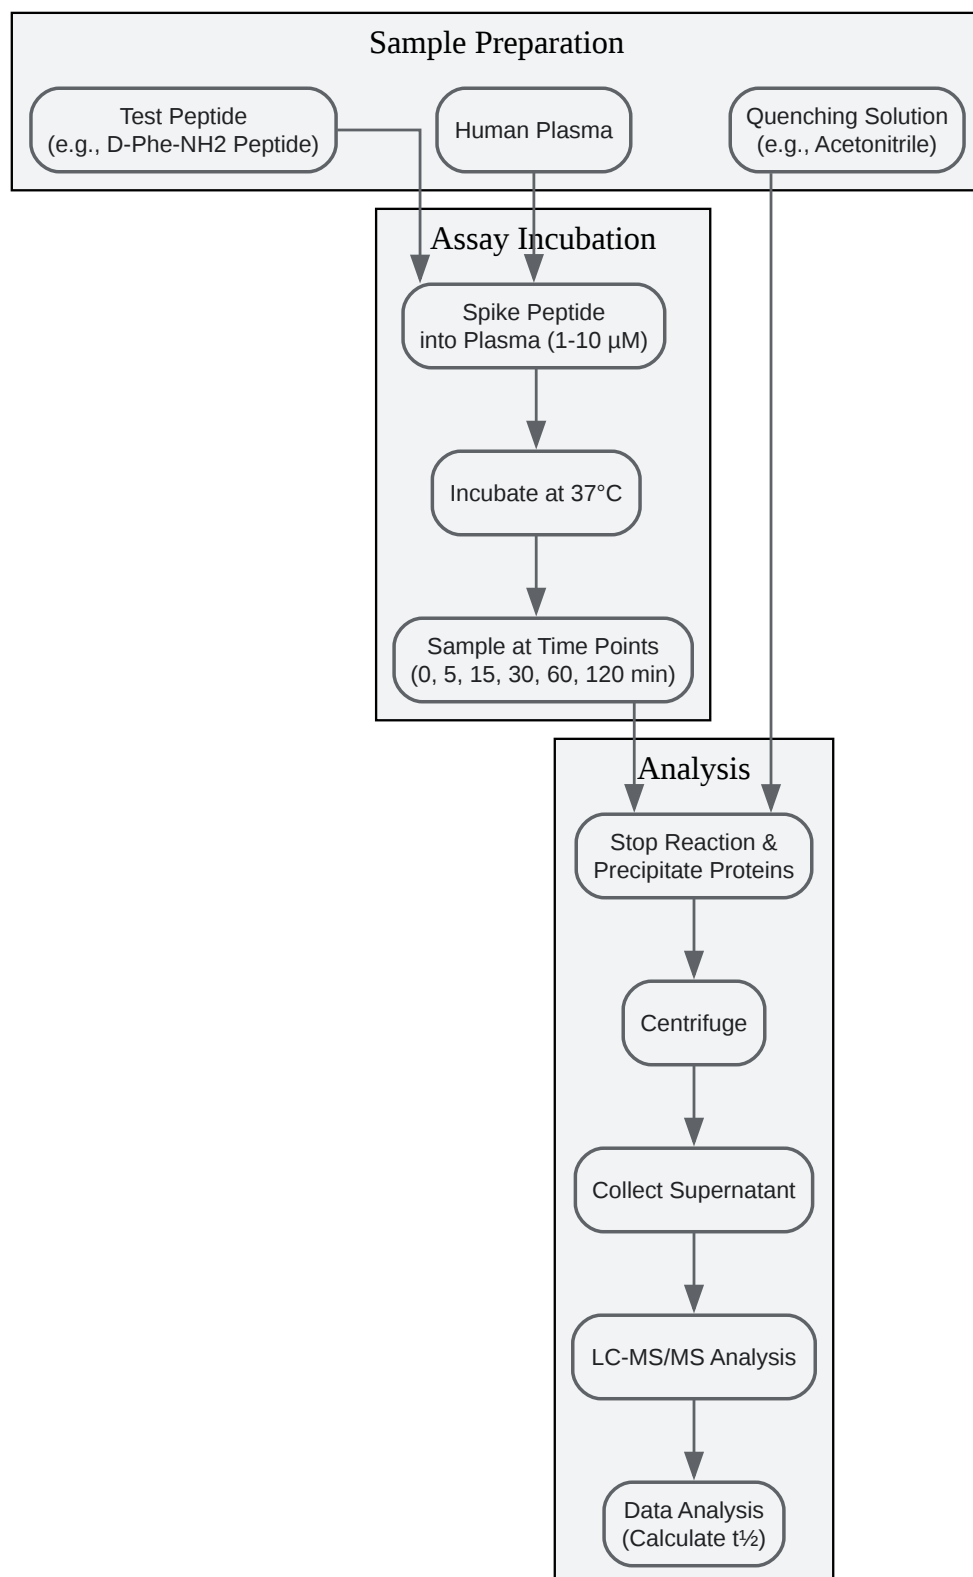 Sample Preparation
Test Peptide
(e.g., D-Phe-NH2 Peptide)
Human Plasma
Quenching Solution
(e.g., Acetonitrile)
Assay Incubation
Spike Peptide
into Plasma (1-10 µM)
Incubate at 37°C
Sample at Time Points
(0, 5, 15, 30, 60, 120 min)
Analysis
Stop Reaction &
Precipitate Proteins
Centrifuge
Collect Supernatant
LC-MS/MS Analysis
Data Analysis
(Calculate t½)